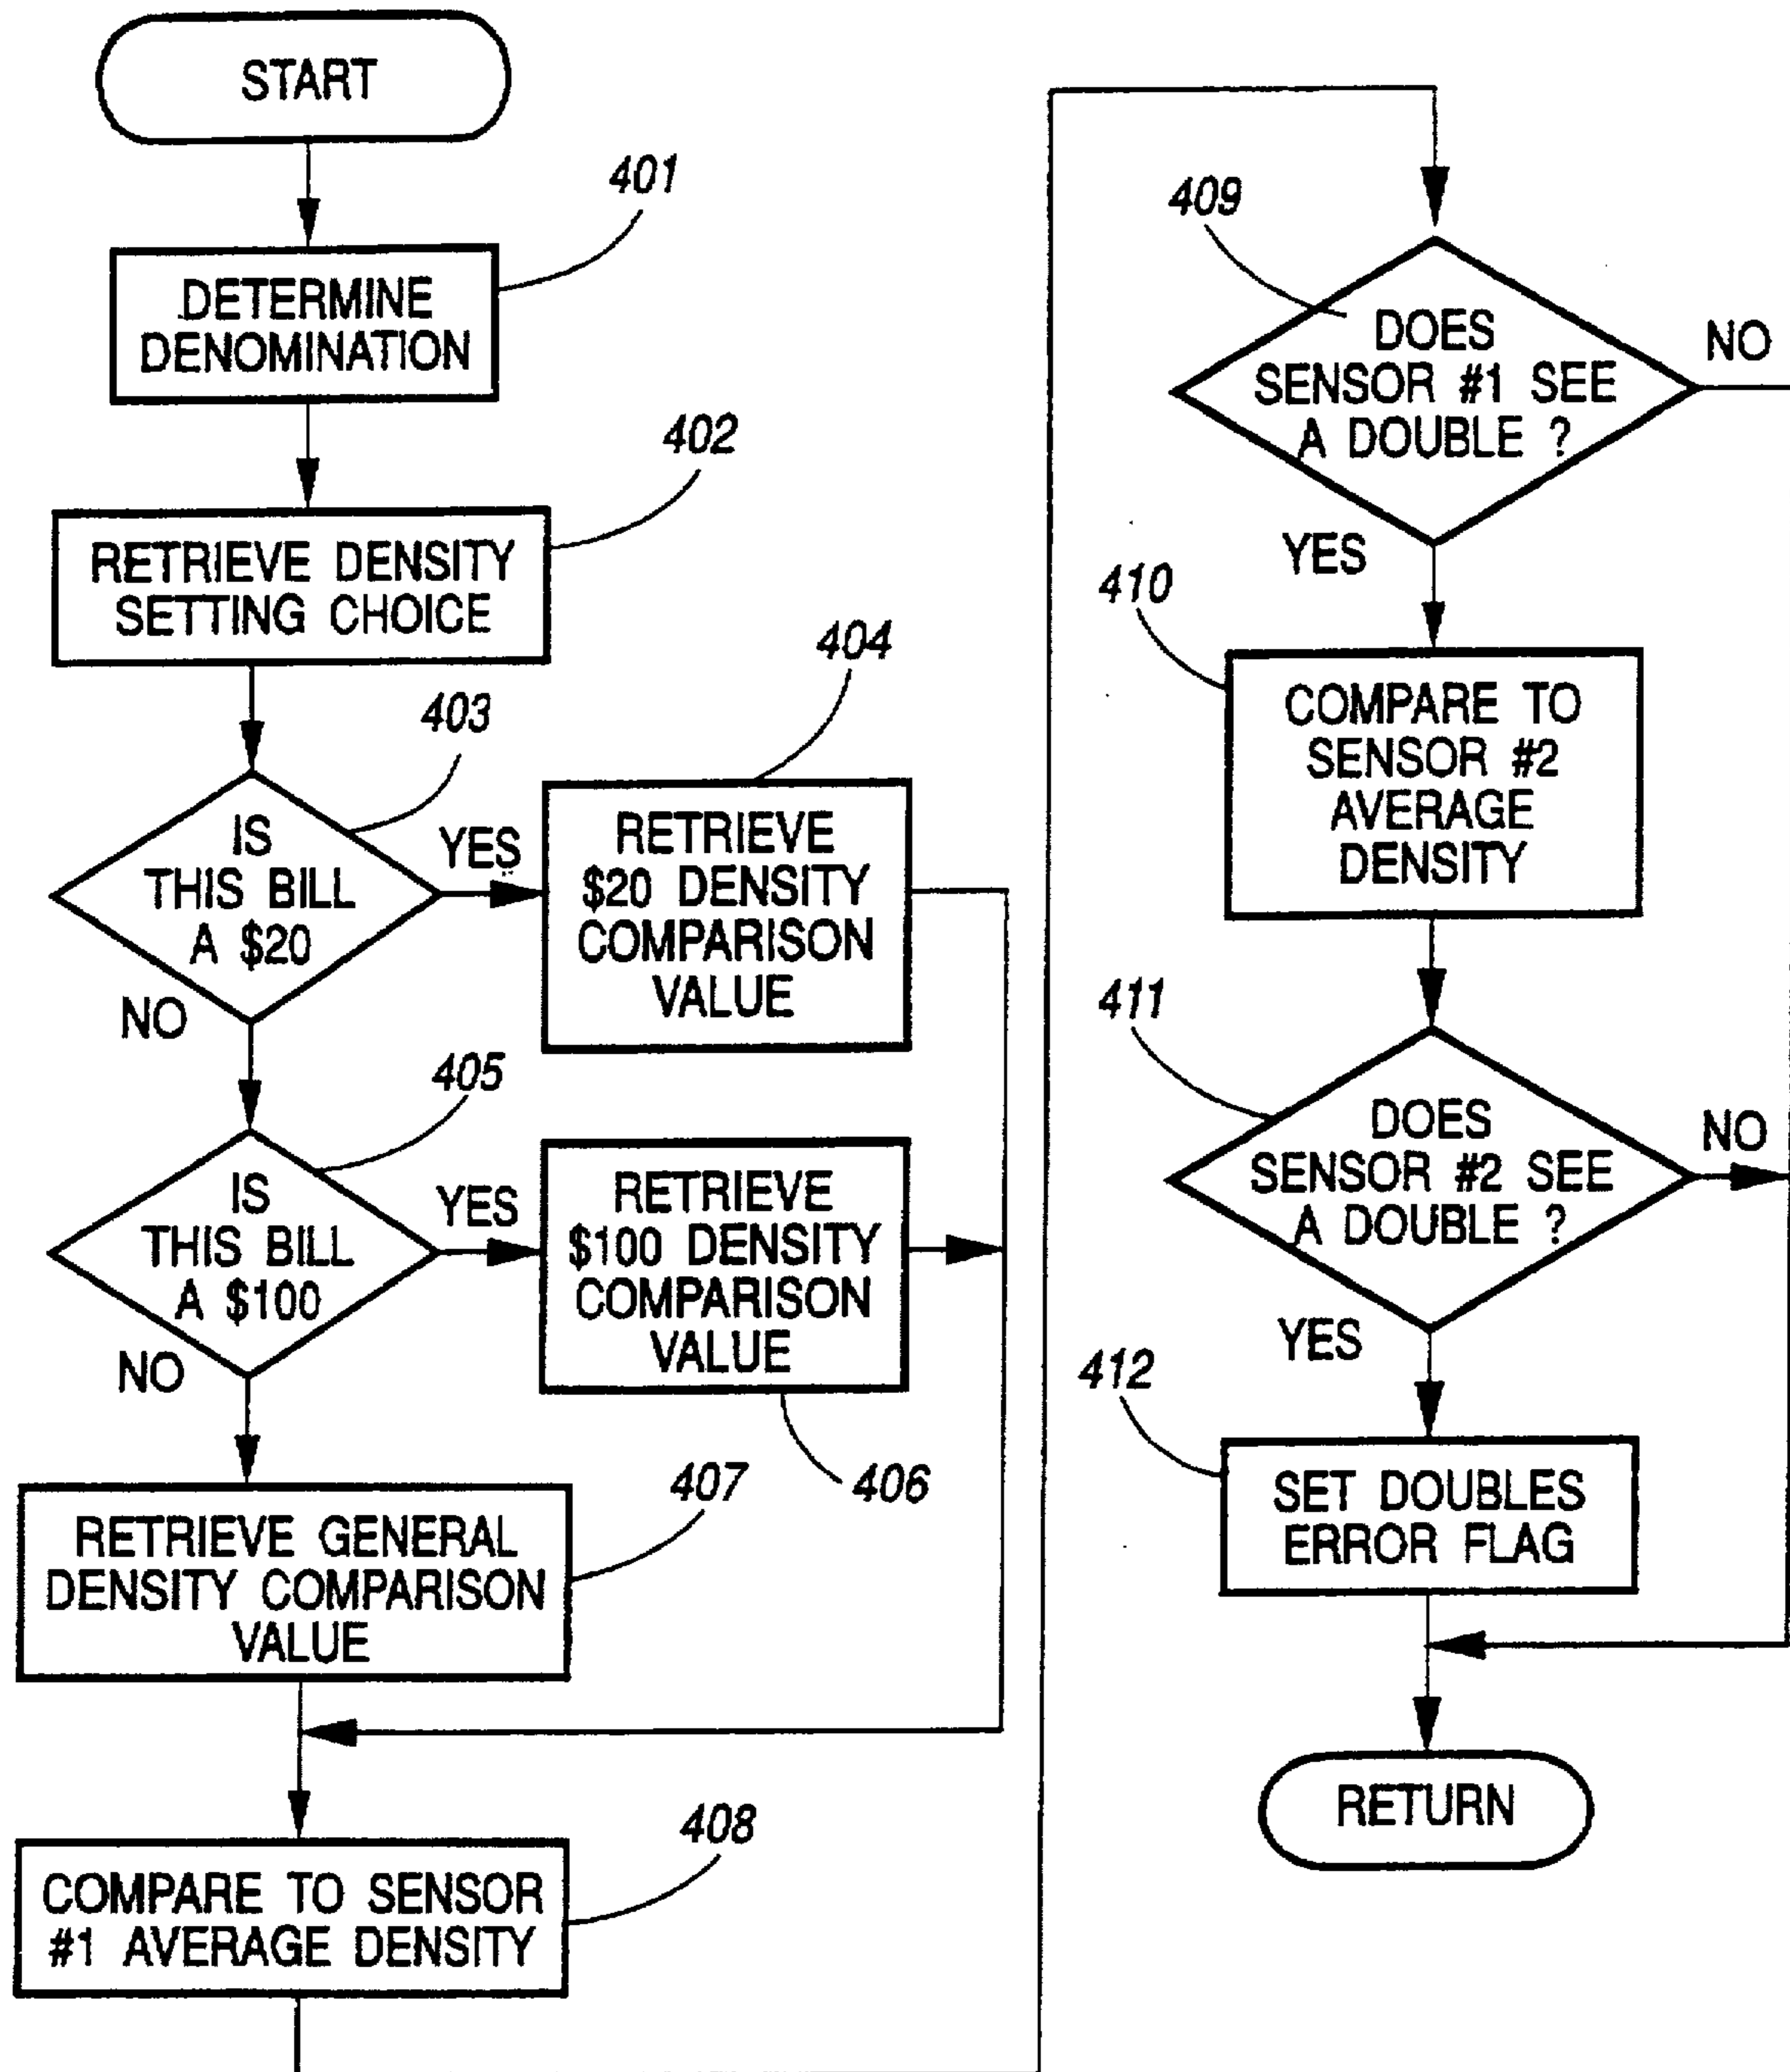 START
401
DETERMINE
DENOMINATION
402
RETRIEVE DENSITY
SETTING CHOICE
403
IS
THIS BILL
A $20
YES
NO
404
RETRIEVE
$20 DENSITY
COMPARISON
VALUE
405
IS
THIS BILL
A $100
YES
NO
RETRIEVE
$100 DENSITY
COMPARISON
VALUE
406
407
RETRIEVE GENERAL
DENSITY COMPARISON
VALUE
408
COMPARE TO SENSOR
#1 AVERAGE DENSITY
409
DOES
SENSOR #1 SEE
A DOUBLE ?
NO
YES
410
COMPARE TO
SENSOR #2
AVERAGE
DENSITY
411
DOES
SENSOR #2 SEE
A DOUBLE ?
NO
YES
412
SET DOUBLES
ERROR FLAG
RETURN